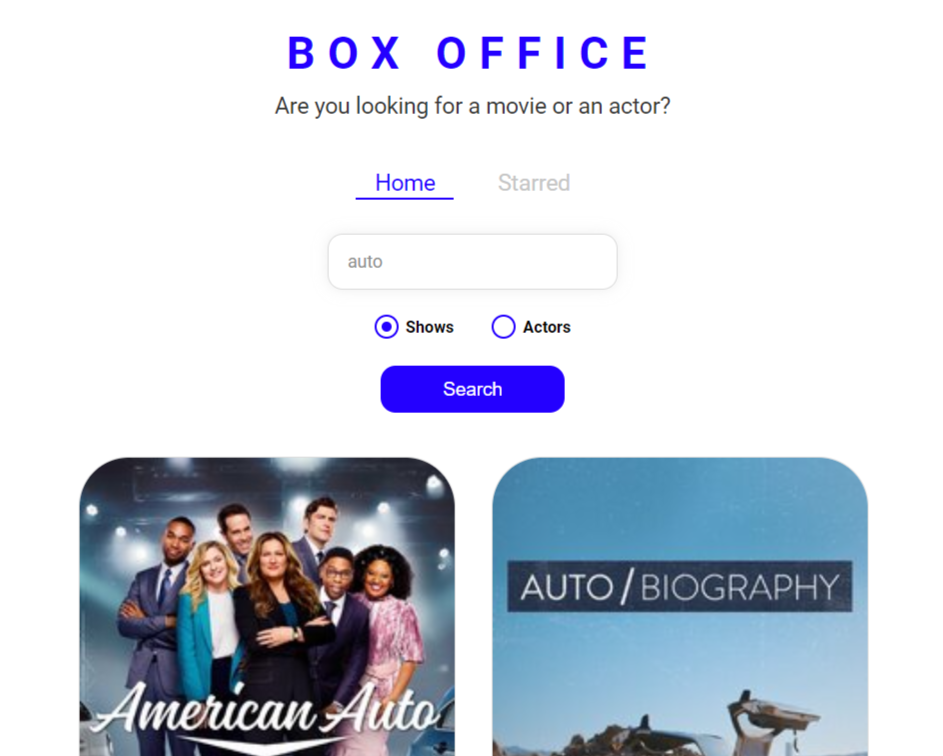 BOX OFFICE
Are you looking for a movie or an actor?
Home Starred
auto
Shows Actors
Search
American Auto
AUTO/BIOGRAPHY